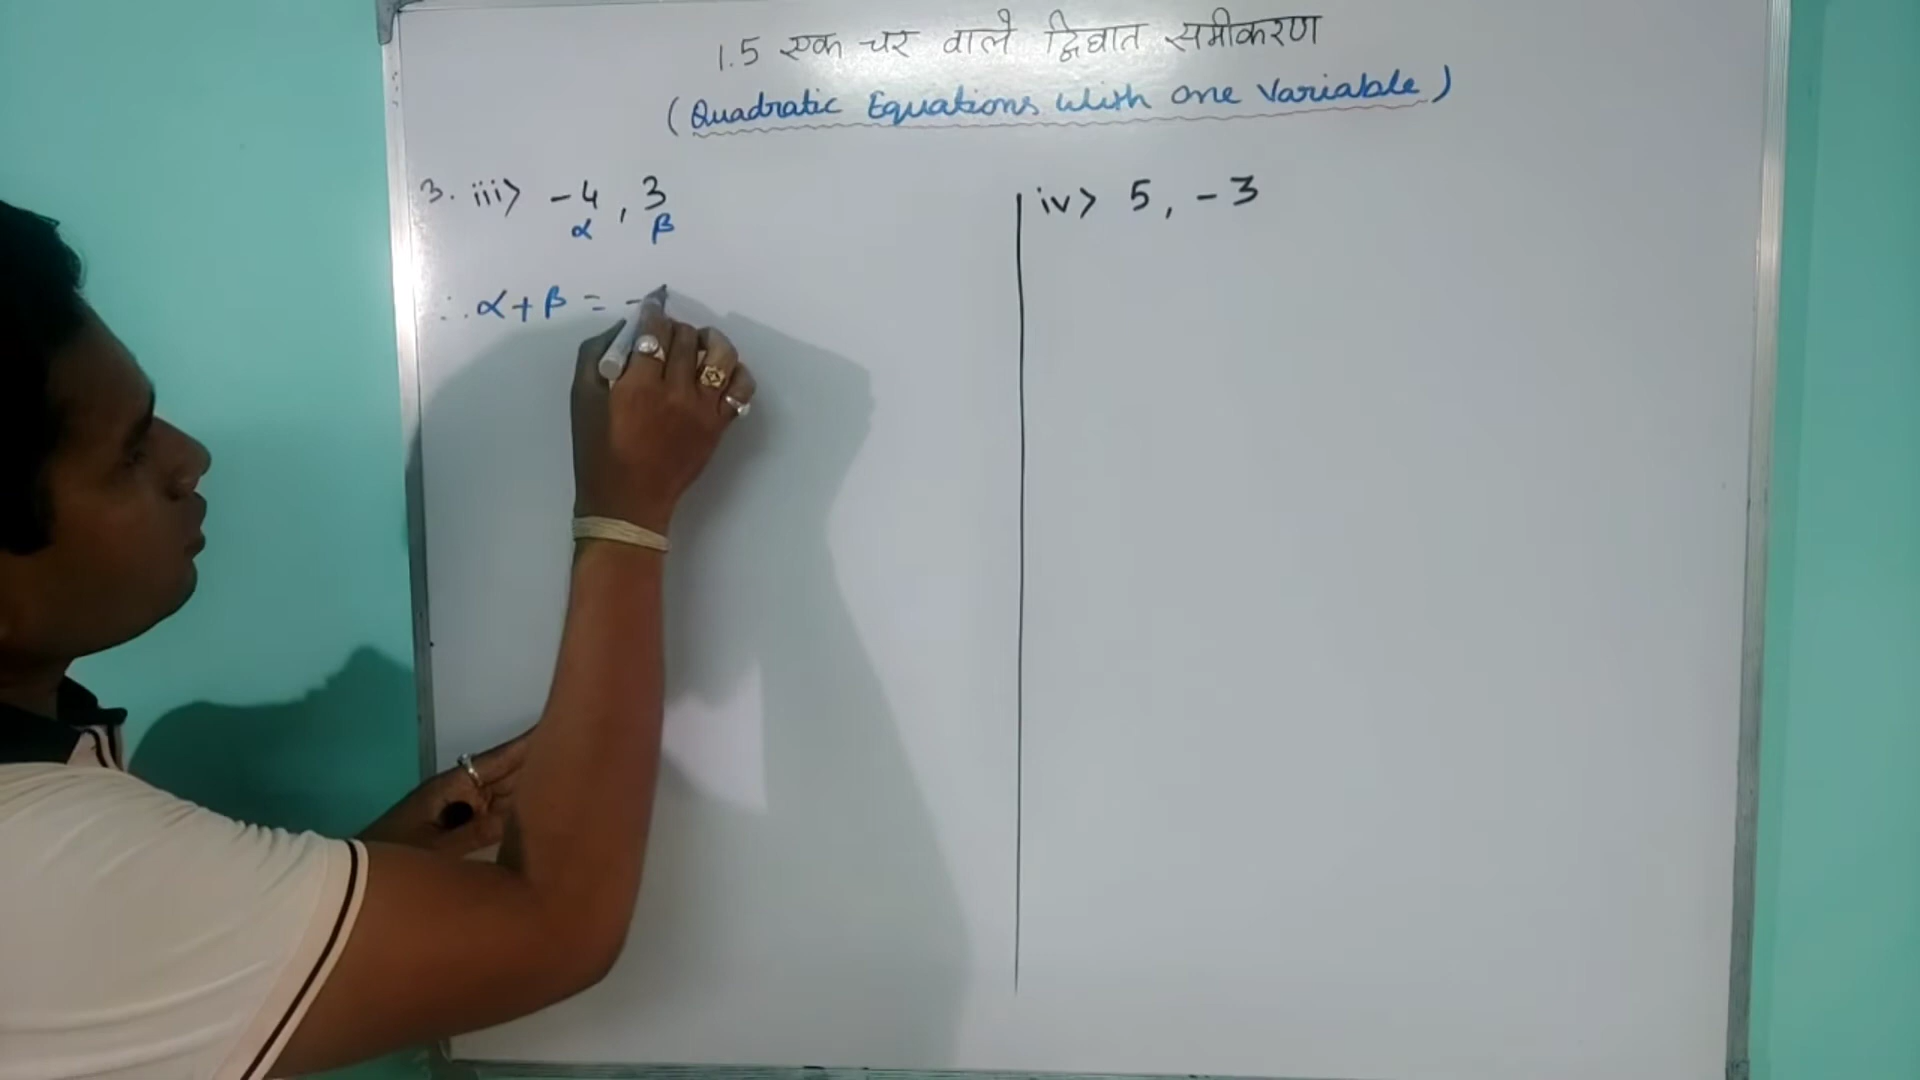 1.5 एक चर वाले द्विघात समीकरण
(Quadratic Equations With one Variable)
3. iii> -4, 3
α β
∴ α + β = -
iv> 5, -3